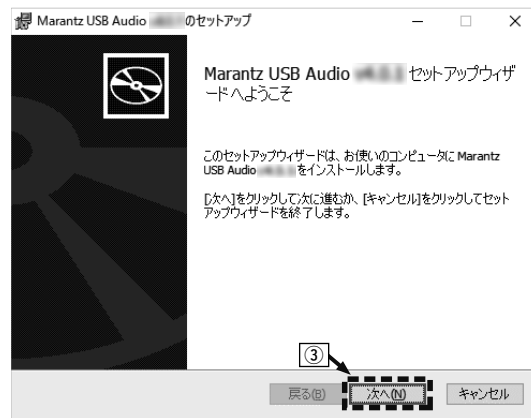 Marantz USB Audio のセットアップ
Marantz USB Audio セットアップウィザ
ードへようこそ
このセットアップウィザードは、お使いのコンピュータに Marantz
USB Audio をインストールします。
[次へ]をクリックして次に進むか、[キャンセル]をクリックしてセット
アップウィザードを終了します。
③
戻る(B) 次へ(N) キャンセル